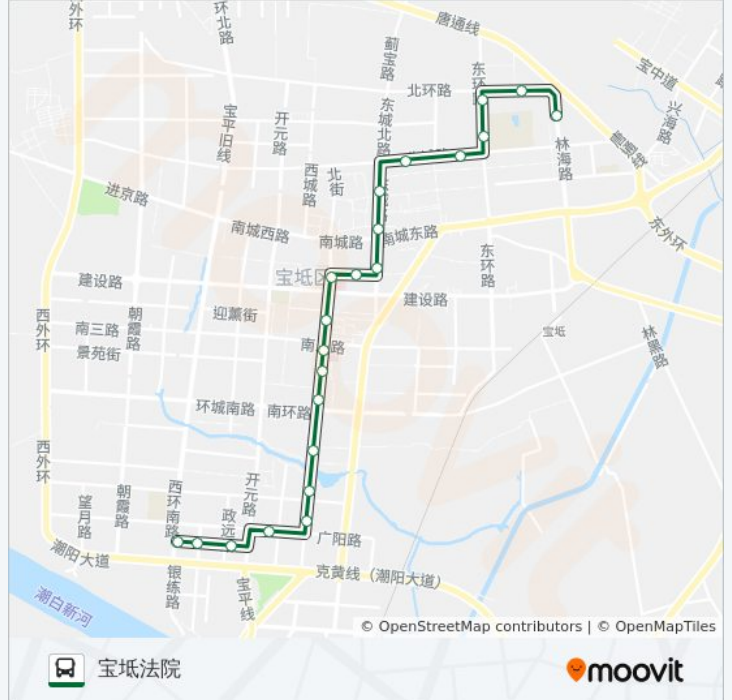 外环
环北路
唐通线
蓟宝路
东环
宝中道
兴海路
北环路
东城北路
宝平旧线
开元路
林海路
唐通线
西城路
北街
进京路
南城西路
南城路
南城东路
东外环
东环路
宝坻区
建设路
建设路
西外环
朝霞路
迎薰街
南三路
景苑街
宝坻
林黑路
南
路
环城南路
南环路
西外环
望月路
朝霞路
西环南路
开元路
政远
广阳路
潮阳大道
银练路
宝平线
克黄线（潮阳大道）
潮白新河
© OpenStreetMap contributors | © OpenMapTiles
宝坻法院
moovit